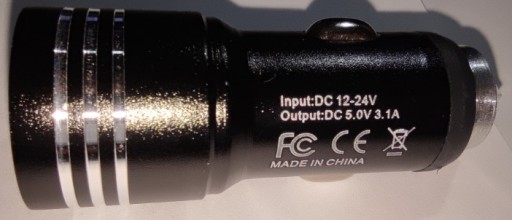 Input:DC 12-24V
Output:DC 5.0V 3.1A
FC CE
MADE IN CHINA